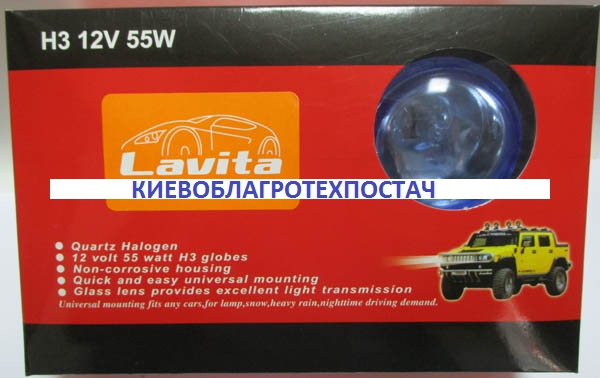 H3 12V 55W
Lavita
КИЕВОБЛАГРОТЕХПОСТАЧ
Quartz Halogen
12 volt 55 watt H3 globes
Non-corrosive housing
Quick and easy universal mounting
Glass lens provides excellent light transmission
Universal mounting fits any cars,for lamp,snow,heavy rain,nighttime driving demand.